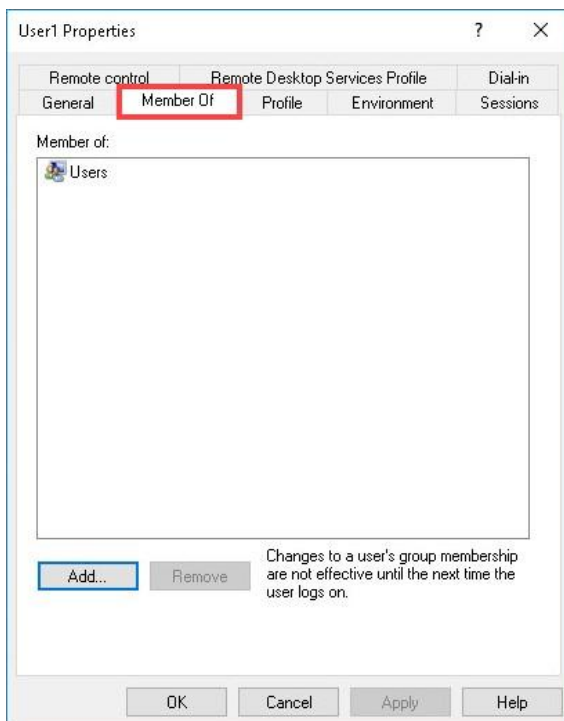 User1 Properties ? ×
Remote control Remote Desktop Services Profile Dial-in
General Member Of Profile Environment Sessions
Member of:
Users
Add... Remove
Changes to a user's group membership
are not effective until the next time the
user logs on.
OK Cancel Apply Help